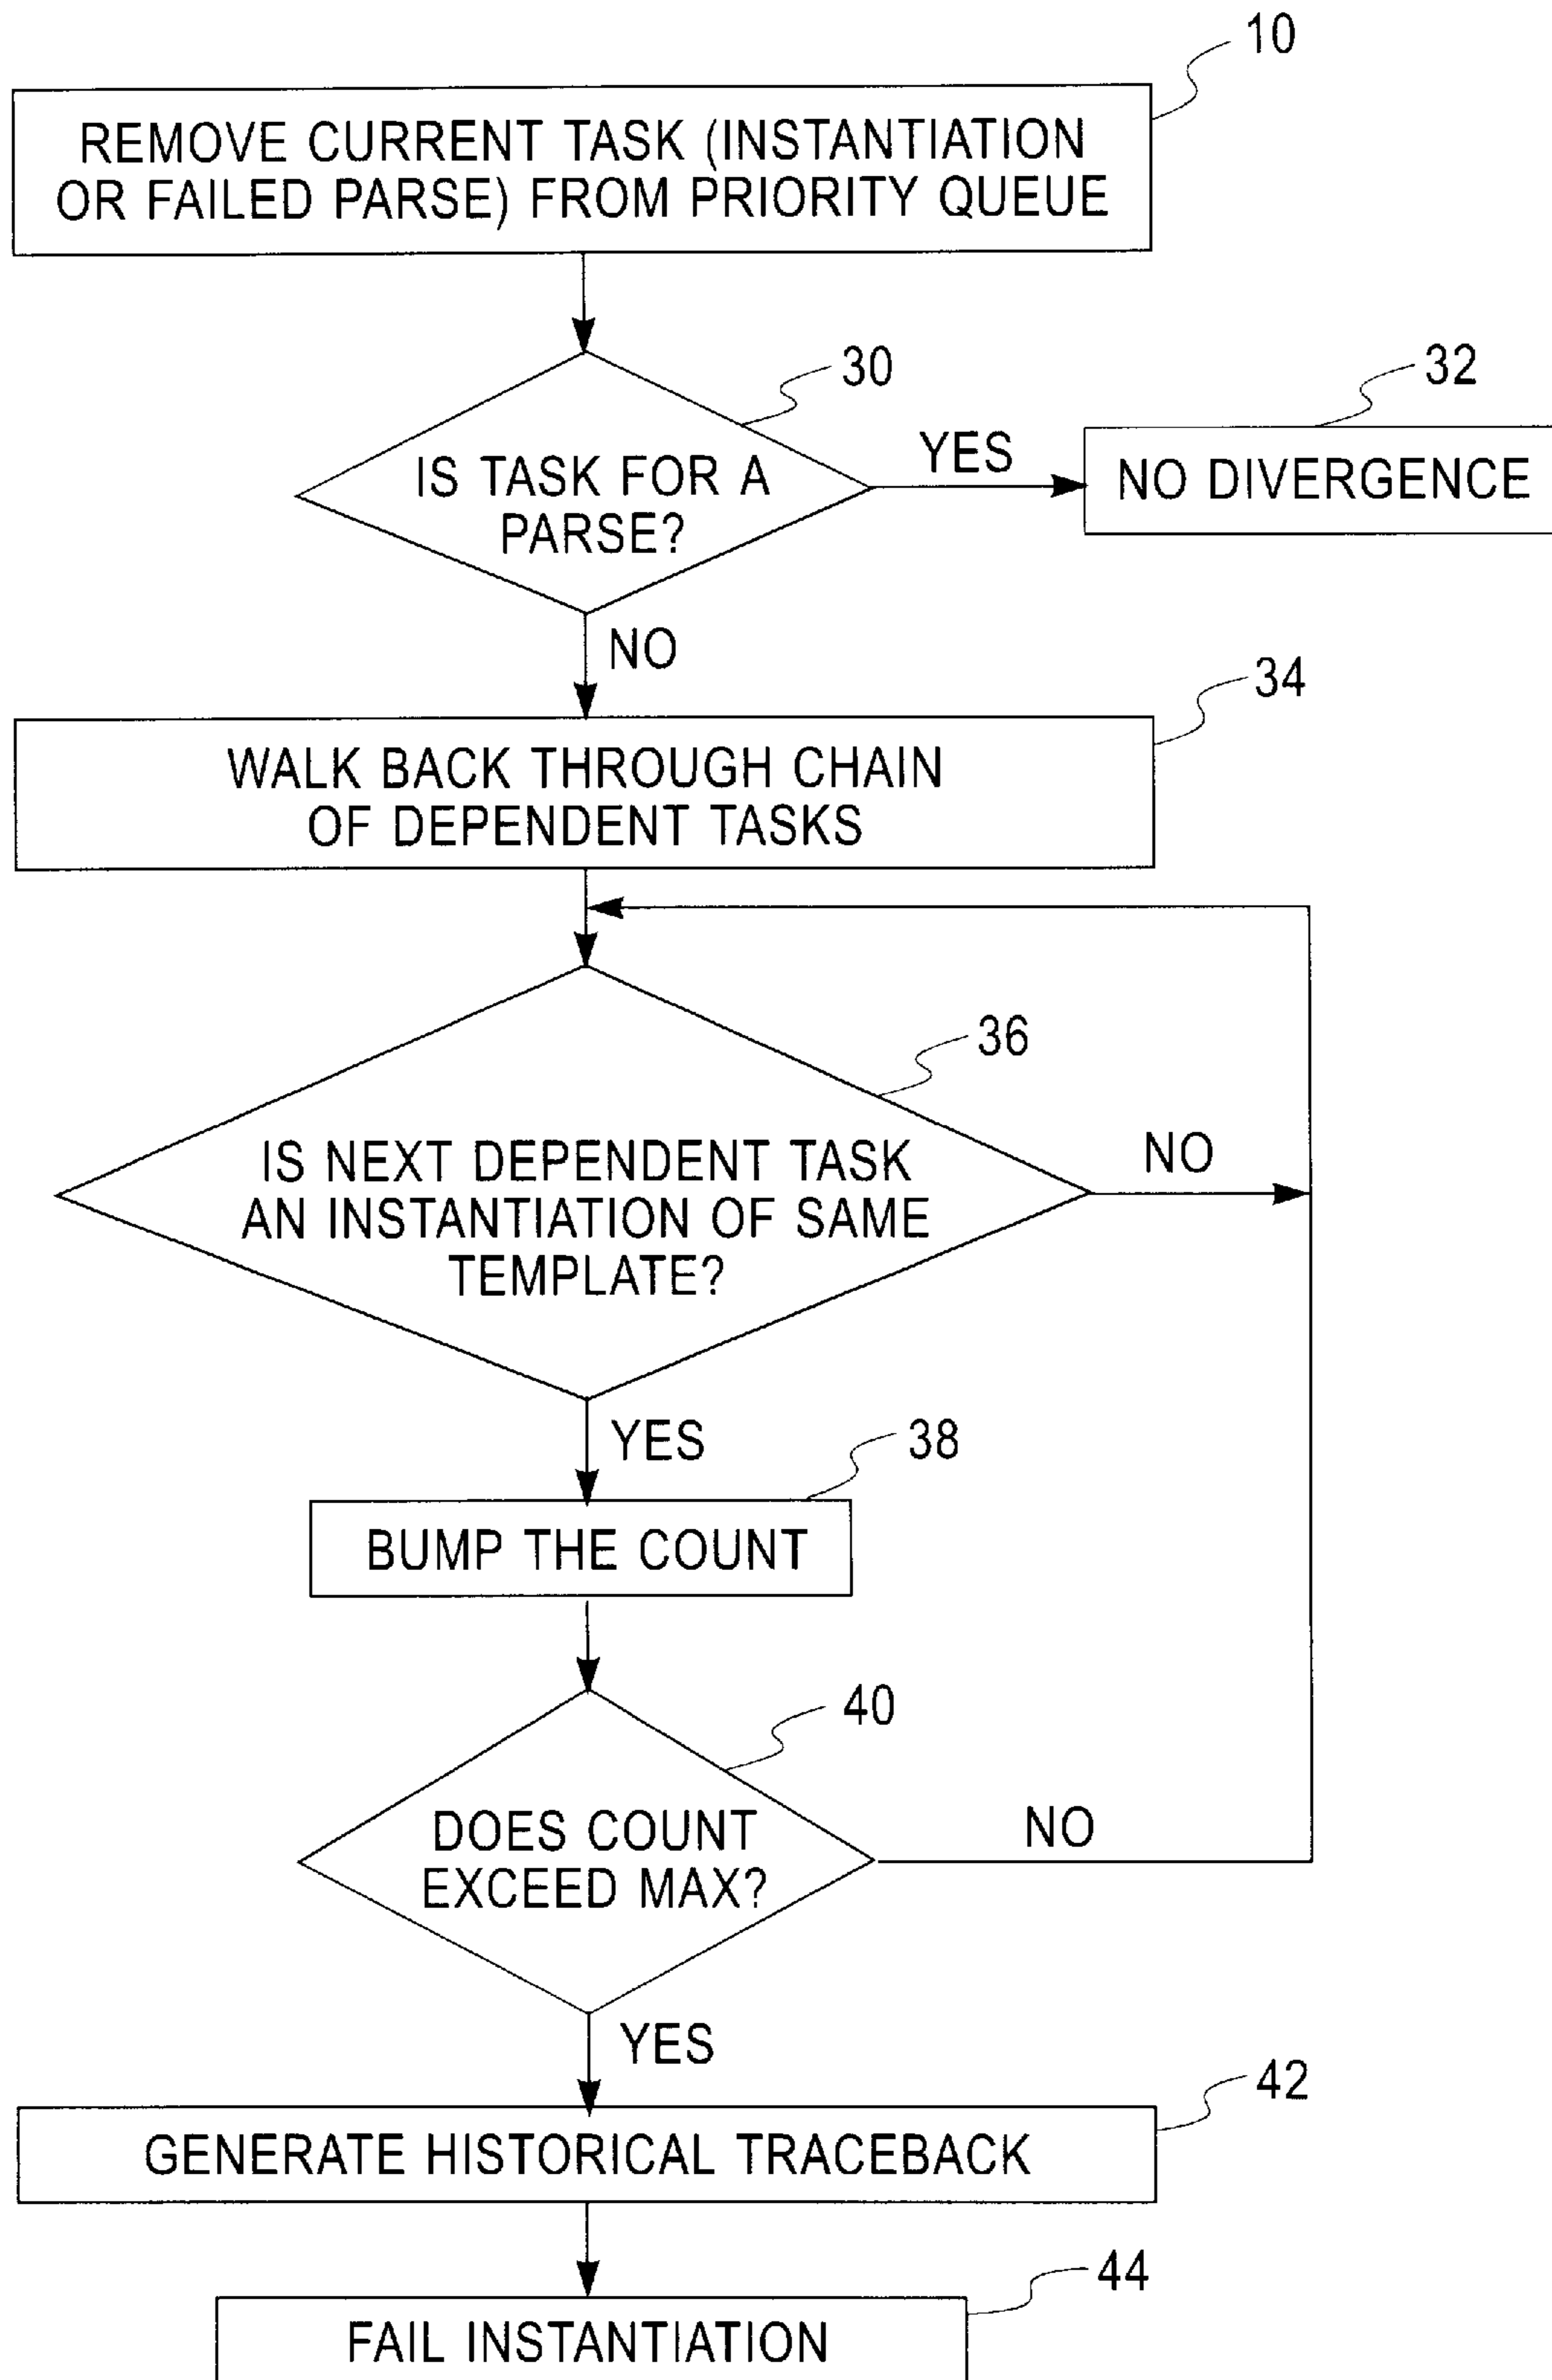 10
REMOVE CURRENT TASK (INSTANTIATION
OR FAILED PARSE) FROM PRIORITY QUEUE
30
32
IS TASK FOR A
PARSE?
YES
NO DIVERGENCE
NO
34
WALK BACK THROUGH CHAIN
OF DEPENDENT TASKS
36
IS NEXT DEPENDENT TASK
AN INSTANTIATION OF SAME
TEMPLATE?
NO
YES
38
BUMP THE COUNT
40
DOES COUNT
EXCEED MAX?
NO
YES
42
GENERATE HISTORICAL TRACEBACK
44
FAIL INSTANTIATION